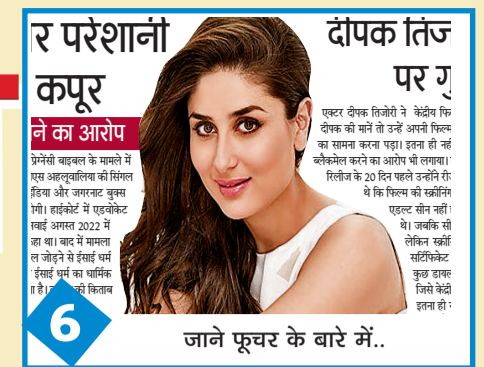 र परेशानी
कपूर
ने का आरोप
प्रेग्नेंसी बाइबल के मामले में
एस अहलूवालिया की सिंगल
इंडिया और जगरनाट बुक्स
होगी। हाईकोर्ट में एडवोकेट
नवाई अगस्त 2022 में
हा था। बाद में मामला
ल जोड़ने से ईसाई धर्म
ईसाई धर्म का धार्मिक
की किताब
दीपक तिज
पर गु
एक्टर दीपक तिजोरी ने केंद्रीय फि
दीपक की मानें तो उन्हें अपनी फिल्म
का सामना करना पड़ा। इतना ही नहीं
ब्लैकमेल करने का आरोप भी लगाया।
रिलीज के 20 दिन पहले उन्होंने री
थे कि फिल्म की स्क्रीनिंग
एडल्ट सीन नहीं
थे। जबकि सी
लेकिन स्क्री
सर्टिफिकेट
कुछ डायल
जिसे केंद्री
इतना ही
6
जाने फूचर के बारे में..